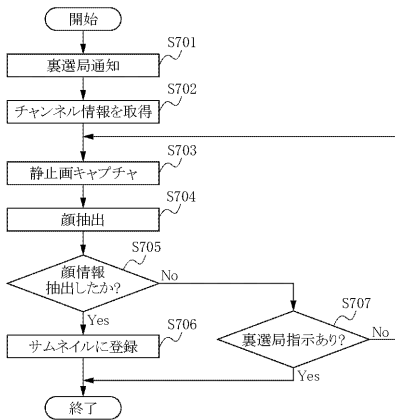 開始
S701
裏選局通知
S702
チャンネル情報を取得
S703
静止画キャプチャ
S704
顔抽出
S705
顔情報
抽出したか?
No
Yes
S706
サムネイルに登録
S707
裏選局指示あり?
No
Yes
終了